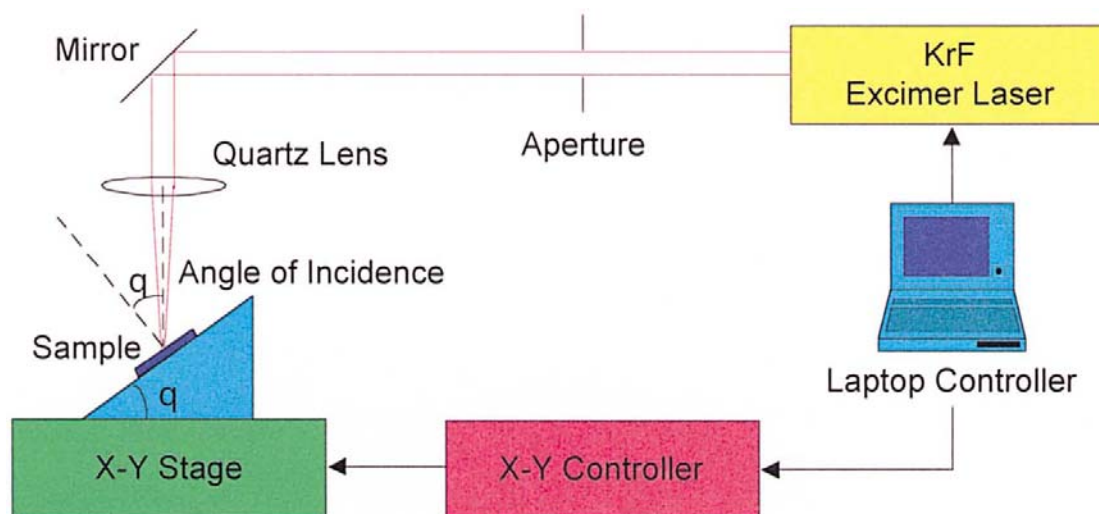 Mirror
KrF
Excimer Laser
Aperture
Quartz Lens
Angle of Incidence
q
Sample
q
Laptop Controller
X-Y Stage
X-Y Controller